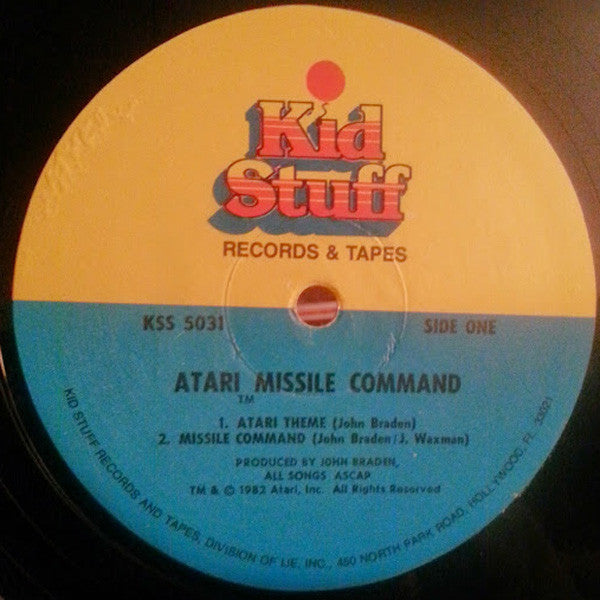 Kid
Stuff
RECORDS & TAPES
KSS 5031
SIDE ONE
ATARI MISSILE COMMAND
TM
1. ATARI THEME (John Braden)
2. MISSILE COMMAND (John Braden/J. Waxman)
PRODUCED BY JOHN BRADEN,
ALL SONGS ASCAP
TM & © 1982 Atari, Inc. All Rights Reserved
KID STUFF RECORDS AND TAPES, DIVISION OF I.J.E., INC., 450 NORTH PARK ROAD, HOLLYWOOD, FL. 33021